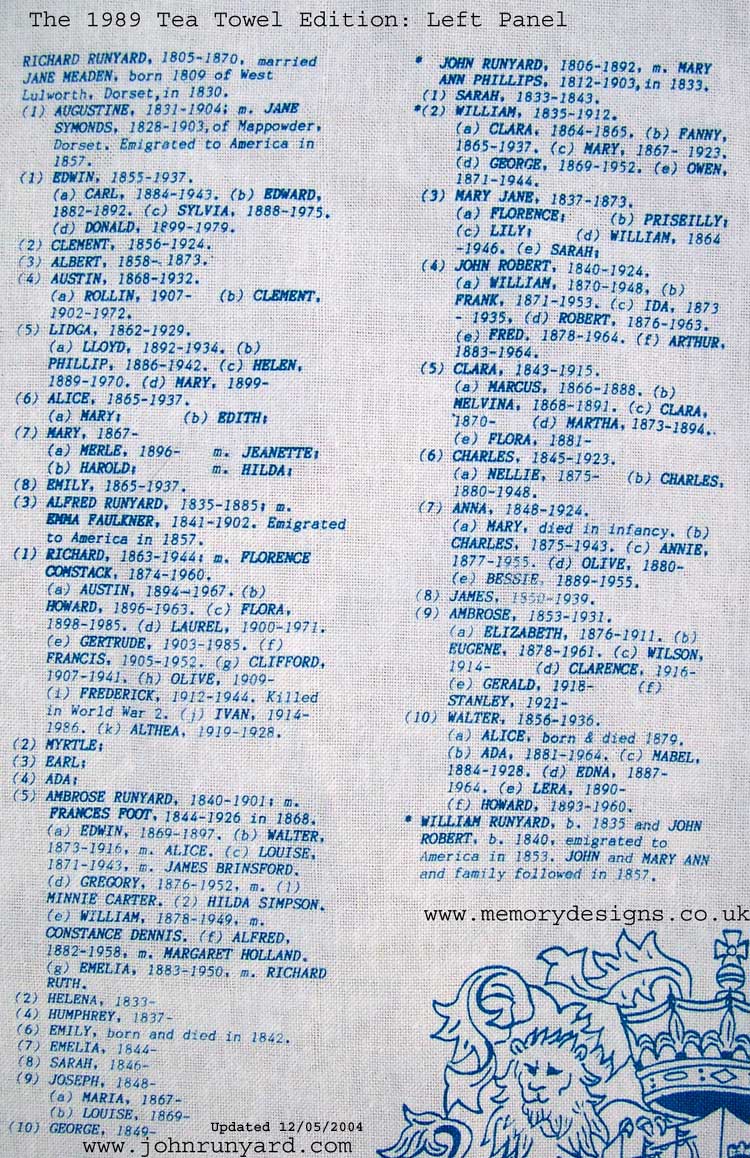 The 1989 Tea Towel Edition: Left Panel
RICHARD RUNYARD, 1805-1870, married
JANE MEADEN, born 1809 of West
Lulworth, Dorset, in 1830.
(1) AUGUSTINE, 1831-1904; m. JANE
SYMONDS, 1828-1903, of Mappowder,
Dorset. Emigrated to America in
1857.
(1) EDWIN, 1855-1937.
(a) CARL, 1884-1943. (b) EDWARD,
1882-1892. (c) SYLVIA, 1888-1975.
(d) DONALD, 1899-1979.
(2) CLEMENT, 1856-1924.
(3) ALBERT, 1858-1873.
(4) AUSTIN, 1868-1932.
(a) ROLLIN, 1907- (b) CLEMENT,
1902-1972.
(5) LIDGA, 1862-1929.
(a) LLOYD, 1892-1934. (b)
PHILLIP, 1886-1942. (c) HELEN,
1889-1970. (d) MARY, 1899-
(6) ALICE, 1865-1937.
(a) MARY; (b) EDITH;
(7) MARY, 1867-
(a) MERLE, 1896- m. JEANETTE;
(b) HAROLD; m. HILDA;
(8) EMILY, 1865-1937.
(3) ALFRED RUNYARD, 1835-1885; m.
EMMA FAULKNER, 1841-1902. Emigrated
to America in 1857.
(1) RICHARD, 1863-1944; m. FLORENCE
COMSTACK, 1874-1960.
(a) AUSTIN, 1894-1967. (b)
HOWARD, 1896-1963. (c) FLORA,
1898-1985. (d) LAUREL, 1900-1971.
(e) GERTRUDE, 1903-1985. (f)
FRANCIS, 1905-1952. (g) CLIFFORD,
1907-1941. (h) OLIVE, 1909-
(i) FREDERICK, 1912-1944. Killed
in World War 2. (j) IVAN, 1914-
1986. (k) ALTHEA, 1919-1928.
(2) MYRTLE;
(3) EARL;
(4) ADA;
(5) AMBROSE RUNYARD, 1840-1901; m.
FRANCES FOOT, 1844-1926 in 1868.
(a) EDWIN, 1869-1897. (b) WALTER,
1873-1916, m. ALICE. (c) LOUISE,
1871-1943, m. JAMES BRINSFORD.
(d) GREGORY, 1876-1952, m. (1)
MINNIE CARTER. (2) HILDA SIMPSON.
(e) WILLIAM, 1878-1949, m.
CONSTANCE DENNIS. (f) ALFRED,
1882-1958, m. MARGARET HOLLAND.
(g) EMELIA, 1883-1950, m. RICHARD
RUTH.
(2) HELENA, 1833-
(4) HUMPHREY, 1837-
(6) EMILY, born and died in 1842.
(7) EMELIA, 1844-
(8) SARAH, 1846-
(9) JOSEPH, 1848-
(a) MARIA, 1867-
(b) LOUISE, 1869-
(10) GEORGE, 1849-
Updated 12/05/2004
www.johnrunyard.com
* JOHN RUNYARD, 1806-1892, m. MARY
ANN PHILLIPS, 1812-1903, in 1833.
(1) SARAH, 1833-1843.
*(2) WILLIAM, 1835-1912.
(a) CLARA, 1864-1865. (b) FANNY,
1865-1937. (c) MARY, 1867- 1923.
(d) GEORGE, 1869-1952. (e) OWEN,
1871-1944.
(3) MARY JANE, 1837-1873.
(a) FLORENCE; (b) PRISEILLY;
(c) LILY; (d) WILLIAM, 1864
-1946. (e) SARAH;
(4) JOHN ROBERT, 1840-1924.
(a) WILLIAM, 1870-1948, (b)
FRANK, 1871-1953. (c) IDA, 1873
- 1935, (d) ROBERT, 1876-1963.
(e) FRED, 1878-1964. (f) ARTHUR,
1883-1964.
(5) CLARA, 1843-1915.
(a) MARCUS, 1866-1888. (b)
MELVINA, 1868-1891. (c) CLARA,
1870- (d) MARTHA, 1873-1894.
(e) FLORA, 1881-
(6) CHARLES, 1845-1923.
(a) NELLIE, 1875- (b) CHARLES,
1880-1948.
(7) ANNA, 1848-1924.
(a) MARY, died in infancy. (b)
CHARLES, 1875-1943. (c) ANNIE,
1877-1955. (d) OLIVE, 1880-
(e) BESSIE, 1889-1955.
(8) JAMES, 1850-1939.
(9) AMBROSE, 1853-1931.
(a) ELIZABETH, 1876-1911. (b)
EUGENE, 1878-1961. (c) WILSON,
1914- (d) CLARENCE, 1916-
(e) GERALD, 1918- (f)
STANLEY, 1921-
(10) WALTER, 1856-1936.
(a) ALICE, born & died 1879.
(b) ADA, 1881-1964. (c) MABEL,
1884-1928. (d) EDNA, 1887-
1964. (e) LERA, 1890-
(f) HOWARD, 1893-1960.
* WILLIAM RUNYARD, b. 1835 and JOHN
ROBERT, b. 1840, emigrated to
America in 1853. JOHN and MARY ANN
and family followed in 1857.
www.memorydesigns.co.uk